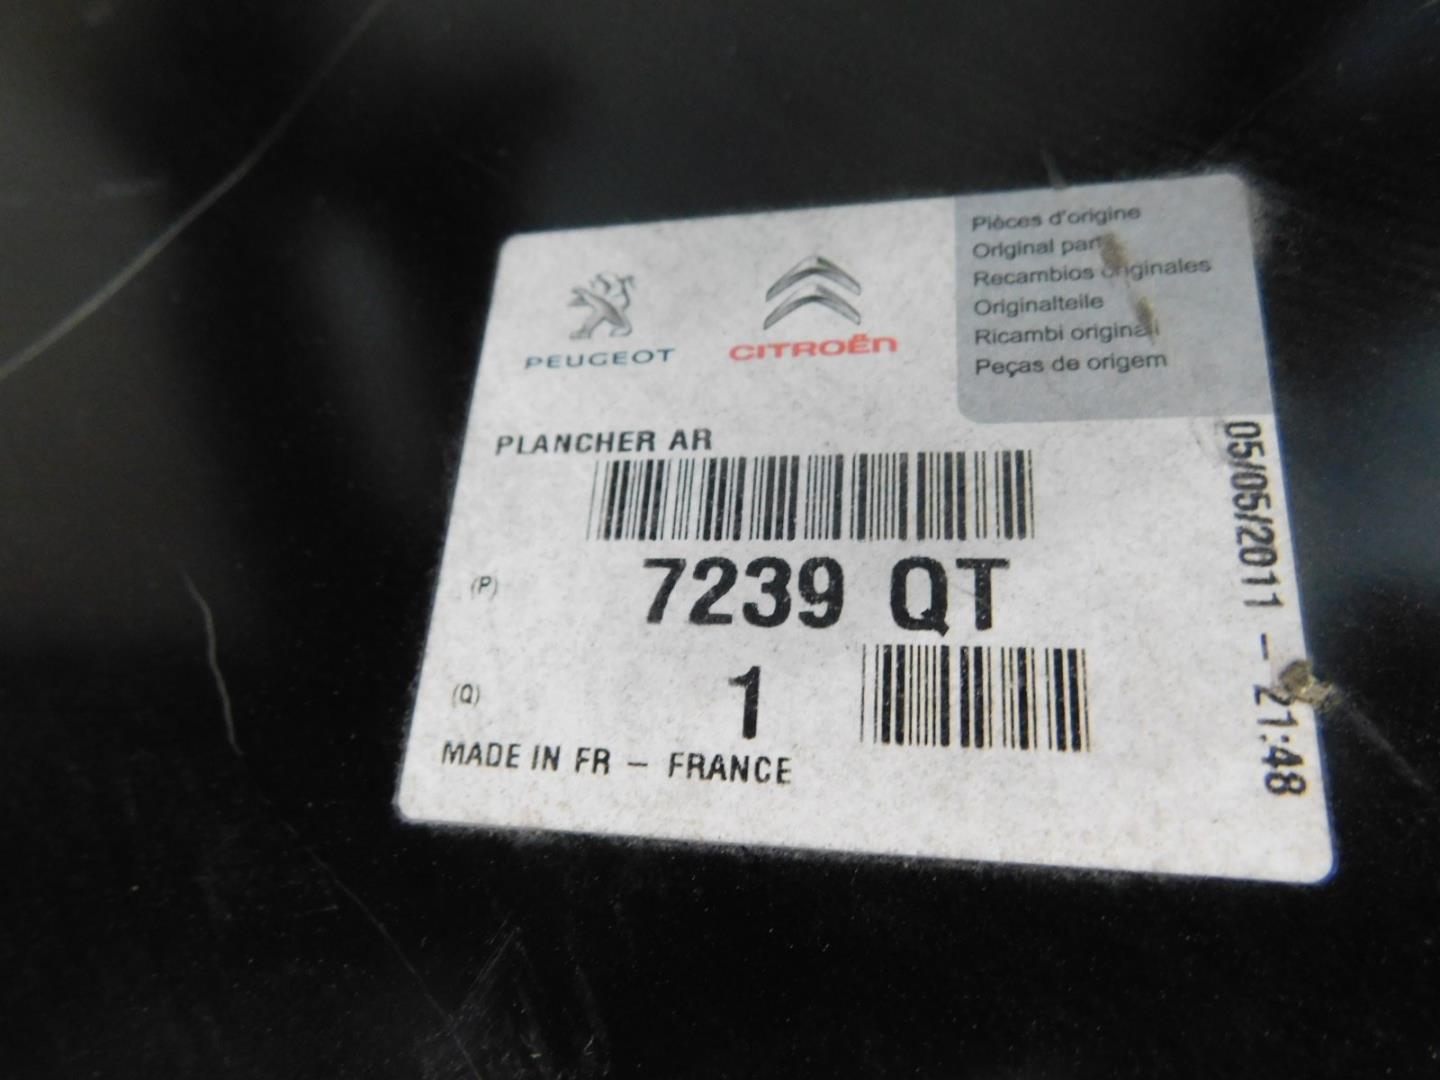 PEUGEOT
CITROËN
Pièces d'origine
Original parts
Recambios originales
Originalteile
Ricambi originali
Peças de origem
PLANCHER AR
(P) 7239 QT
(Q) 1
MADE IN FR - FRANCE
05/05/2011 - 21:48